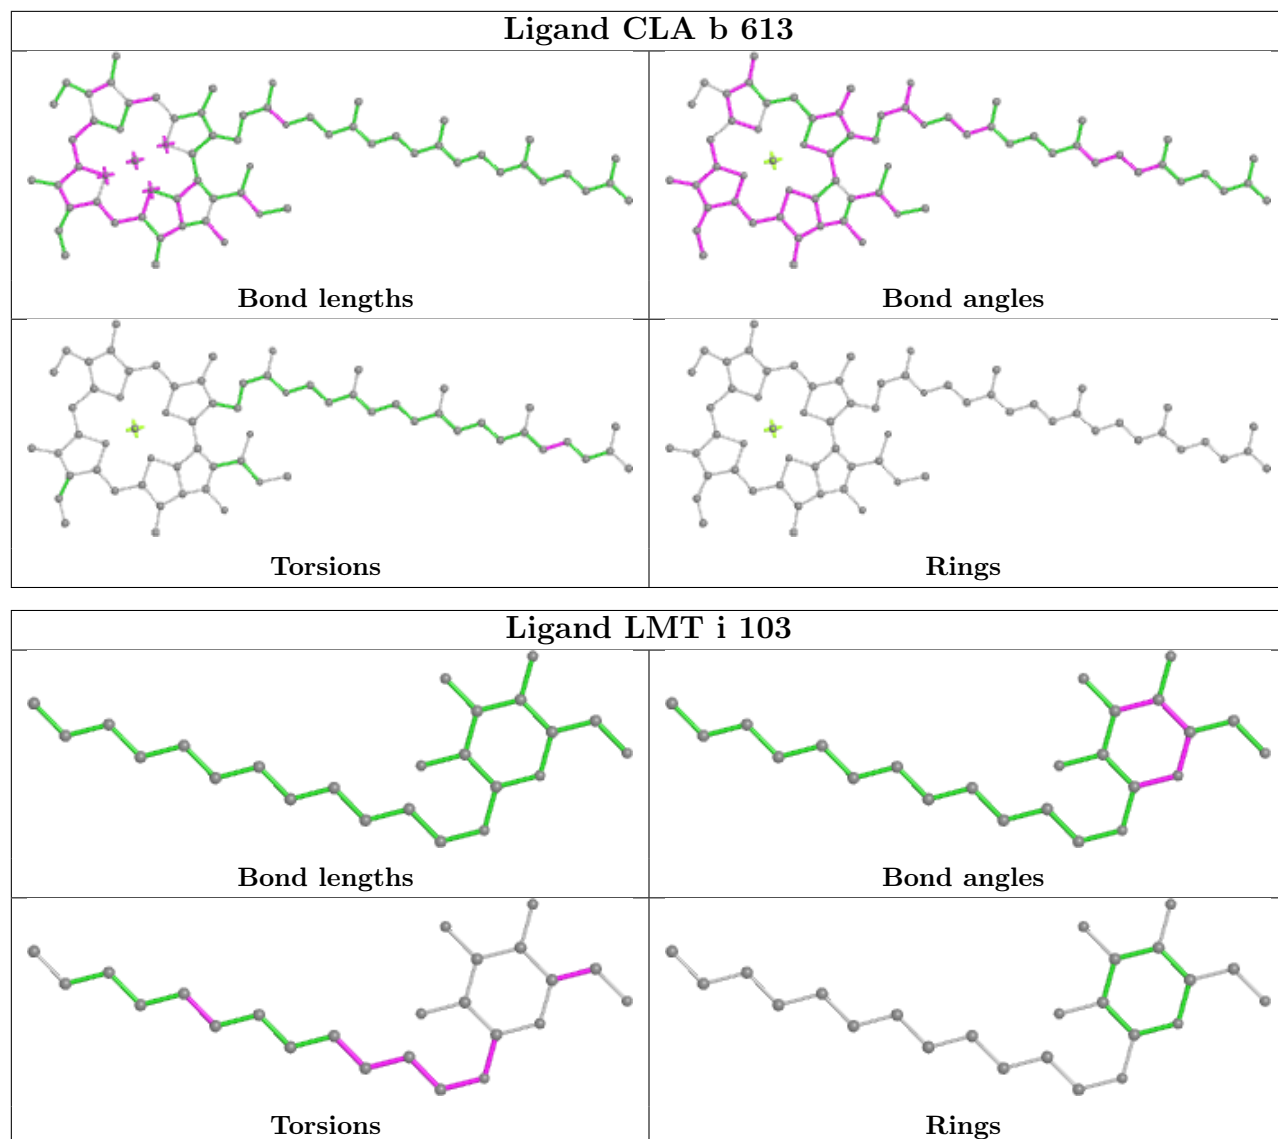 Ligand CLA b 613
Bond lengths
Bond angles
Torsions
Rings
Ligand LMT i 103
Bond lengths
Bond angles
Torsions
Rings